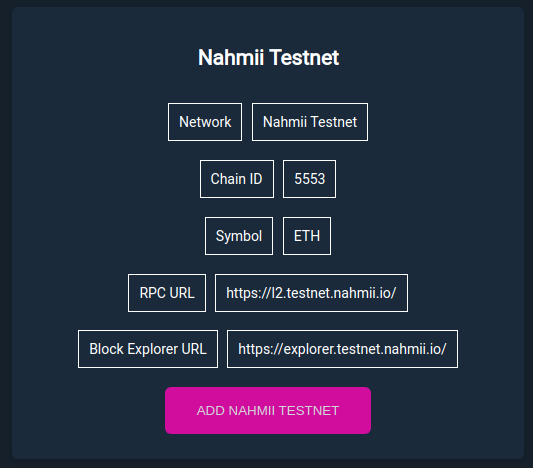 Nahmii Testnet
Network Nahmii Testnet
Chain ID 5553
Symbol ETH
RPC URL https://l2.testnet.nahmii.io/
Block Explorer URL https://explorer.testnet.nahmii.io/
ADD NAHMII TESTNET